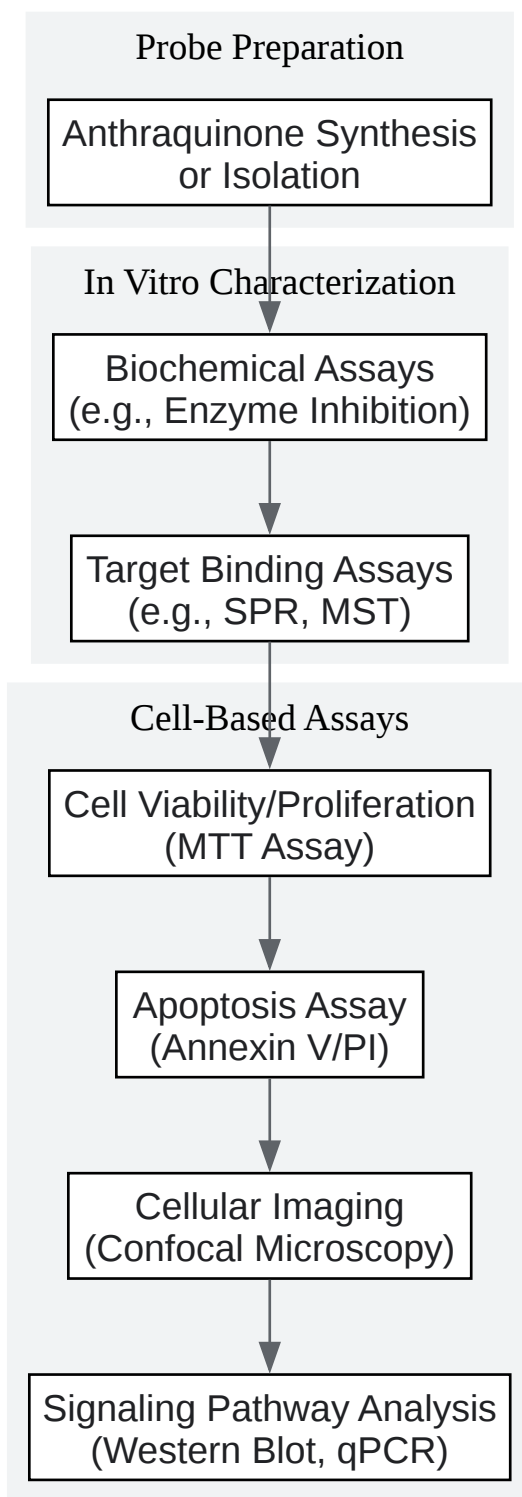 Probe Preparation
Anthraquinone Synthesis
or Isolation
In Vitro Characterization
Biochemical Assays
(e.g., Enzyme Inhibition)
Target Binding Assays
(e.g., SPR, MST)
Cell-Based Assays
Cell Viability/Proliferation
(MTT Assay)
Apoptosis Assay
(Annexin V/PI)
Cellular Imaging
(Confocal Microscopy)
Signaling Pathway Analysis
(Western Blot, qPCR)